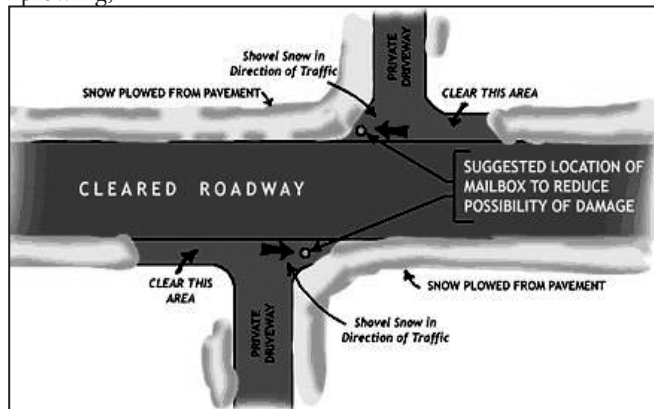 Shovel Snow in
Direction of Traffic
PRIVATE
DRIVEWAY
SNOW PLOWED FROM PAVEMENT
CLEAR THIS AREA
CLEARED ROADWAY
SUGGESTED LOCATION OF
MAILBOX TO REDUCE
POSSIBILITY OF DAMAGE
CLEAR THIS
AREA
SNOW PLOWED FROM PAVEMENT
PRIVATE
DRIVEWAY
Shovel Snow in
Direction of Traffic